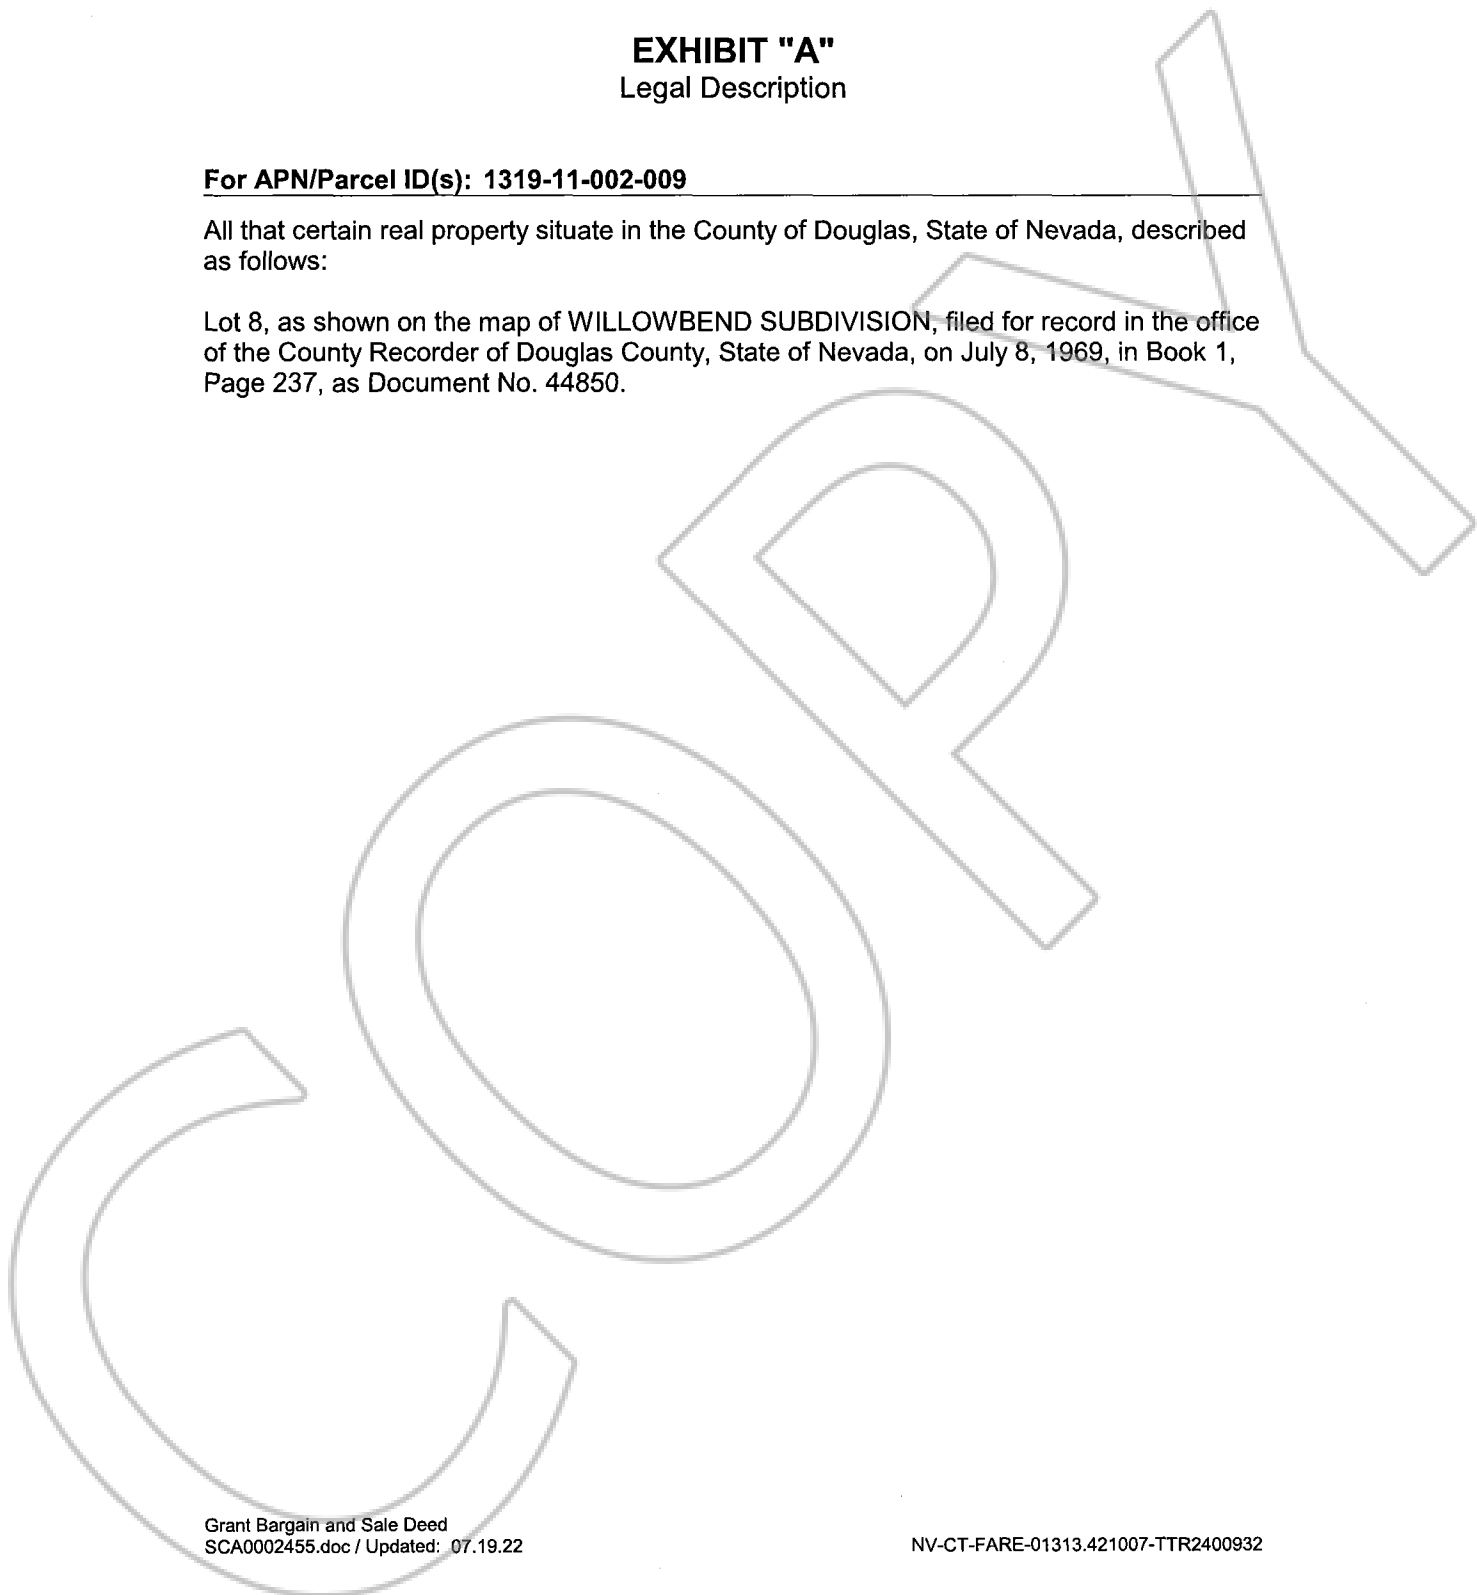 EXHIBIT "A"
Legal Description
For APN/Parcel ID(s): 1319-11-002-009
All that certain real property situate in the County of Douglas, State of Nevada, described
as follows:
Lot 8, as shown on the map of WILLOWBEND SUBDIVISION, filed for record in the office
of the County Recorder of Douglas County, State of Nevada, on July 8, 1969, in Book 1,
Page 237, as Document No. 44850.
COPY
Grant Bargain and Sale Deed
SCA0002455.doc / Updated: 07.19.22
NV-CT-FARE-01313.421007-TTR2400932